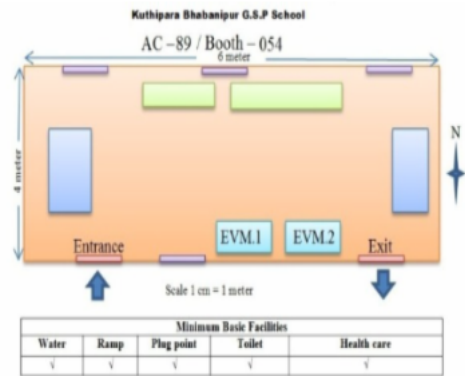 Kuthipara Bhabanipur G.S.P School
AC -89 / Booth -054
6 meter
4 meter
N
EVM.1 EVM.2
Entrance Exit
Scale 1 cm = 1 meter
Minimum Basic Facilities
Water Ramp Plug point Toilet Health care
√ √ √ √ √